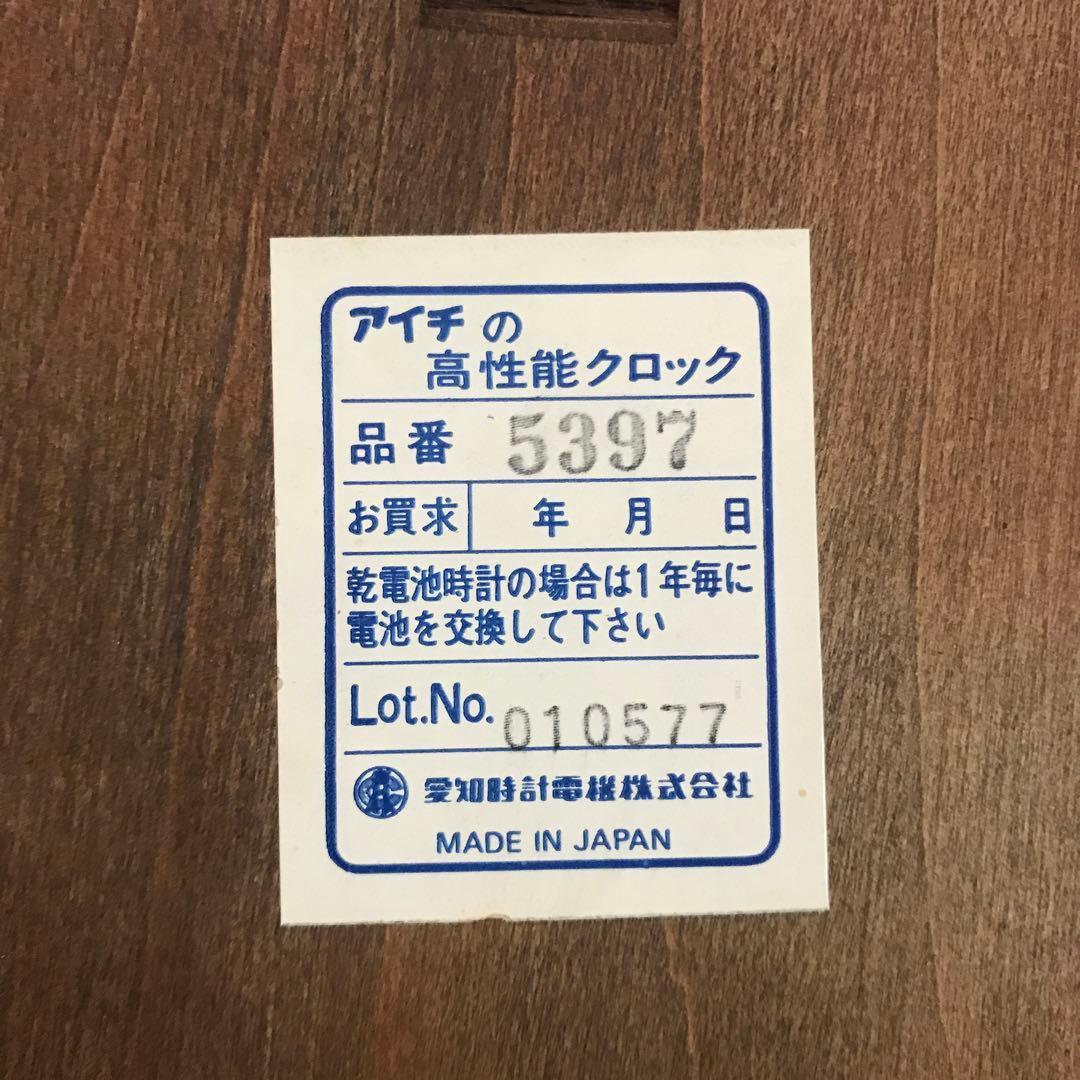 アイチの
高性能クロック
品番 5397
お買求 年 月 日
乾電池時計の場合は1年毎に
電池を交換して下さい
Lot.No. 010577
愛知時計電機株式会社
MADE IN JAPAN